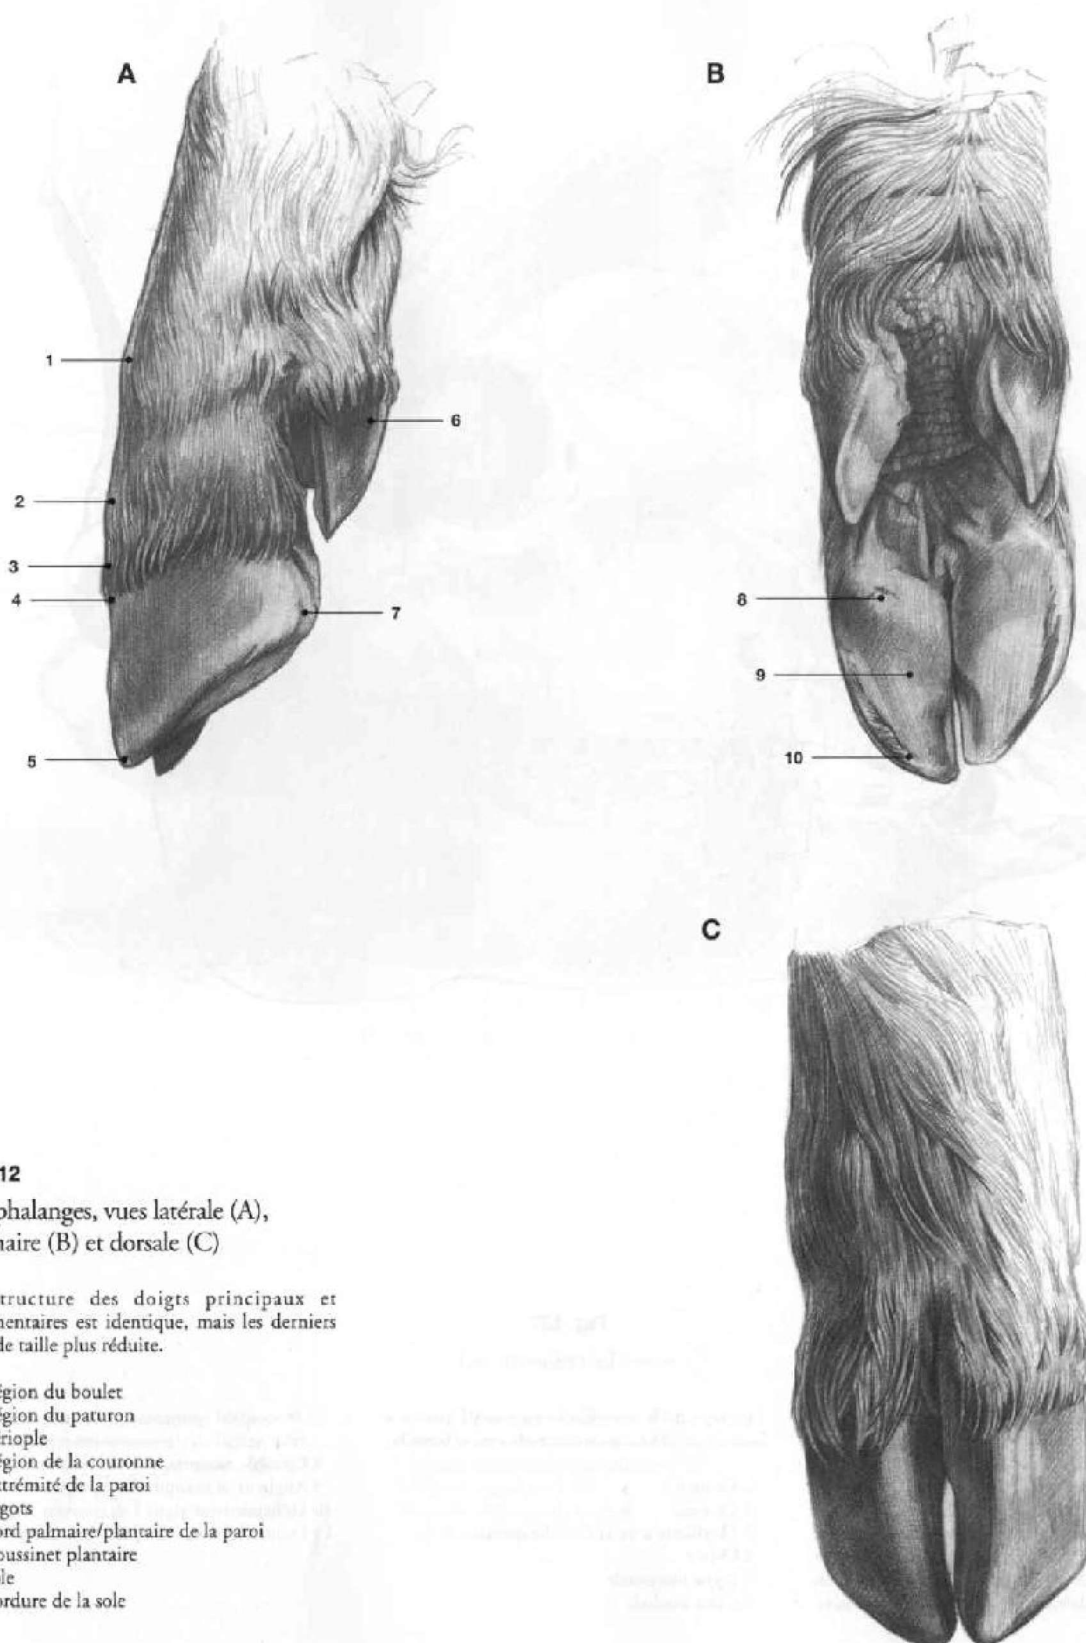 A
B
1
6
2
3
4
7
5
8
9
10
C
12
phalanges, vues latérale (A),
naire (B) et dorsale (C)
tructure des doigts principaux et
nentaires est identique, mais les derniers
de taille plus réduite.
égion du boulet
égion du paturon
ériople
égion de la couronne
xtrémité de la paroi
rgots
ord palmaire/plantaire de la paroi
oussinet plantaire
le
ordure de la sole